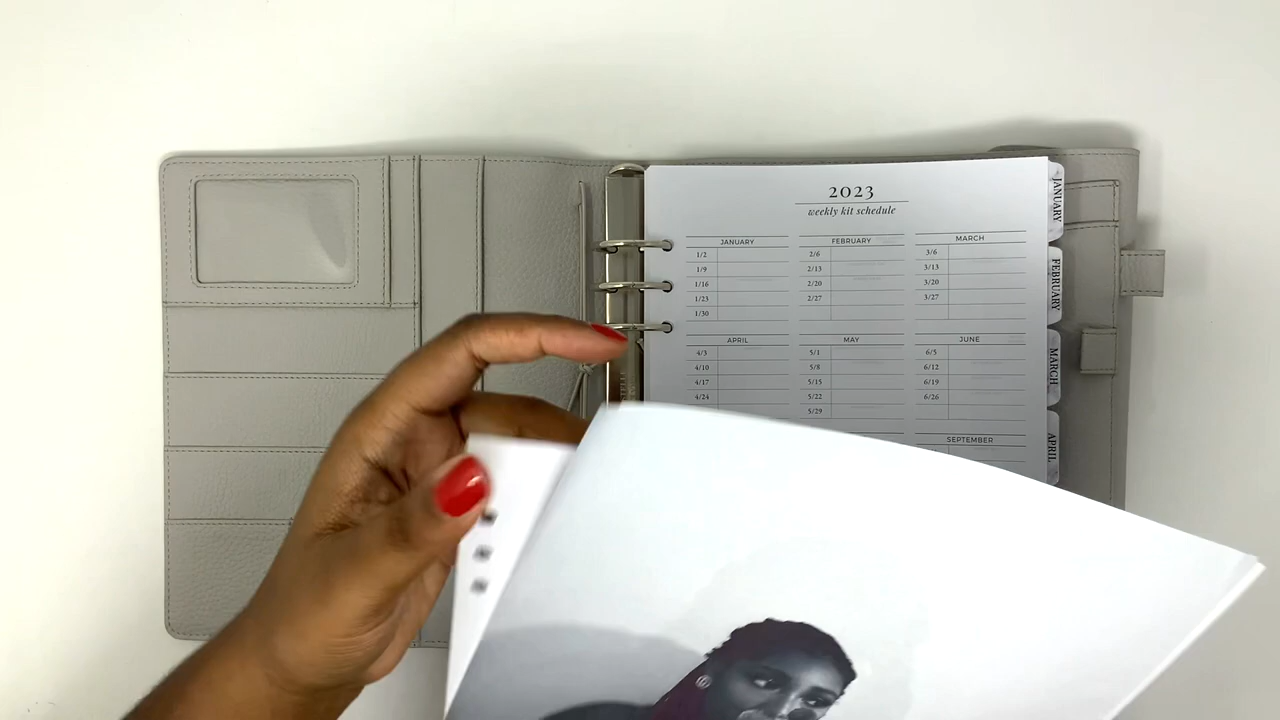 2023
weekly kit schedule
JANUARY FEBRUARY MARCH
1/2 2/6 3/6
1/9 2/13 3/13
1/16 2/20 3/20
1/23 2/27 3/27
1/30
APRIL MAY JUNE
4/3 5/1 6/5
4/10 5/8 6/12
4/17 5/15 6/19
4/24 5/22 6/26
5/29
SEPTEMBER
JANUARY
FEBRUARY
MARCH
APRIL